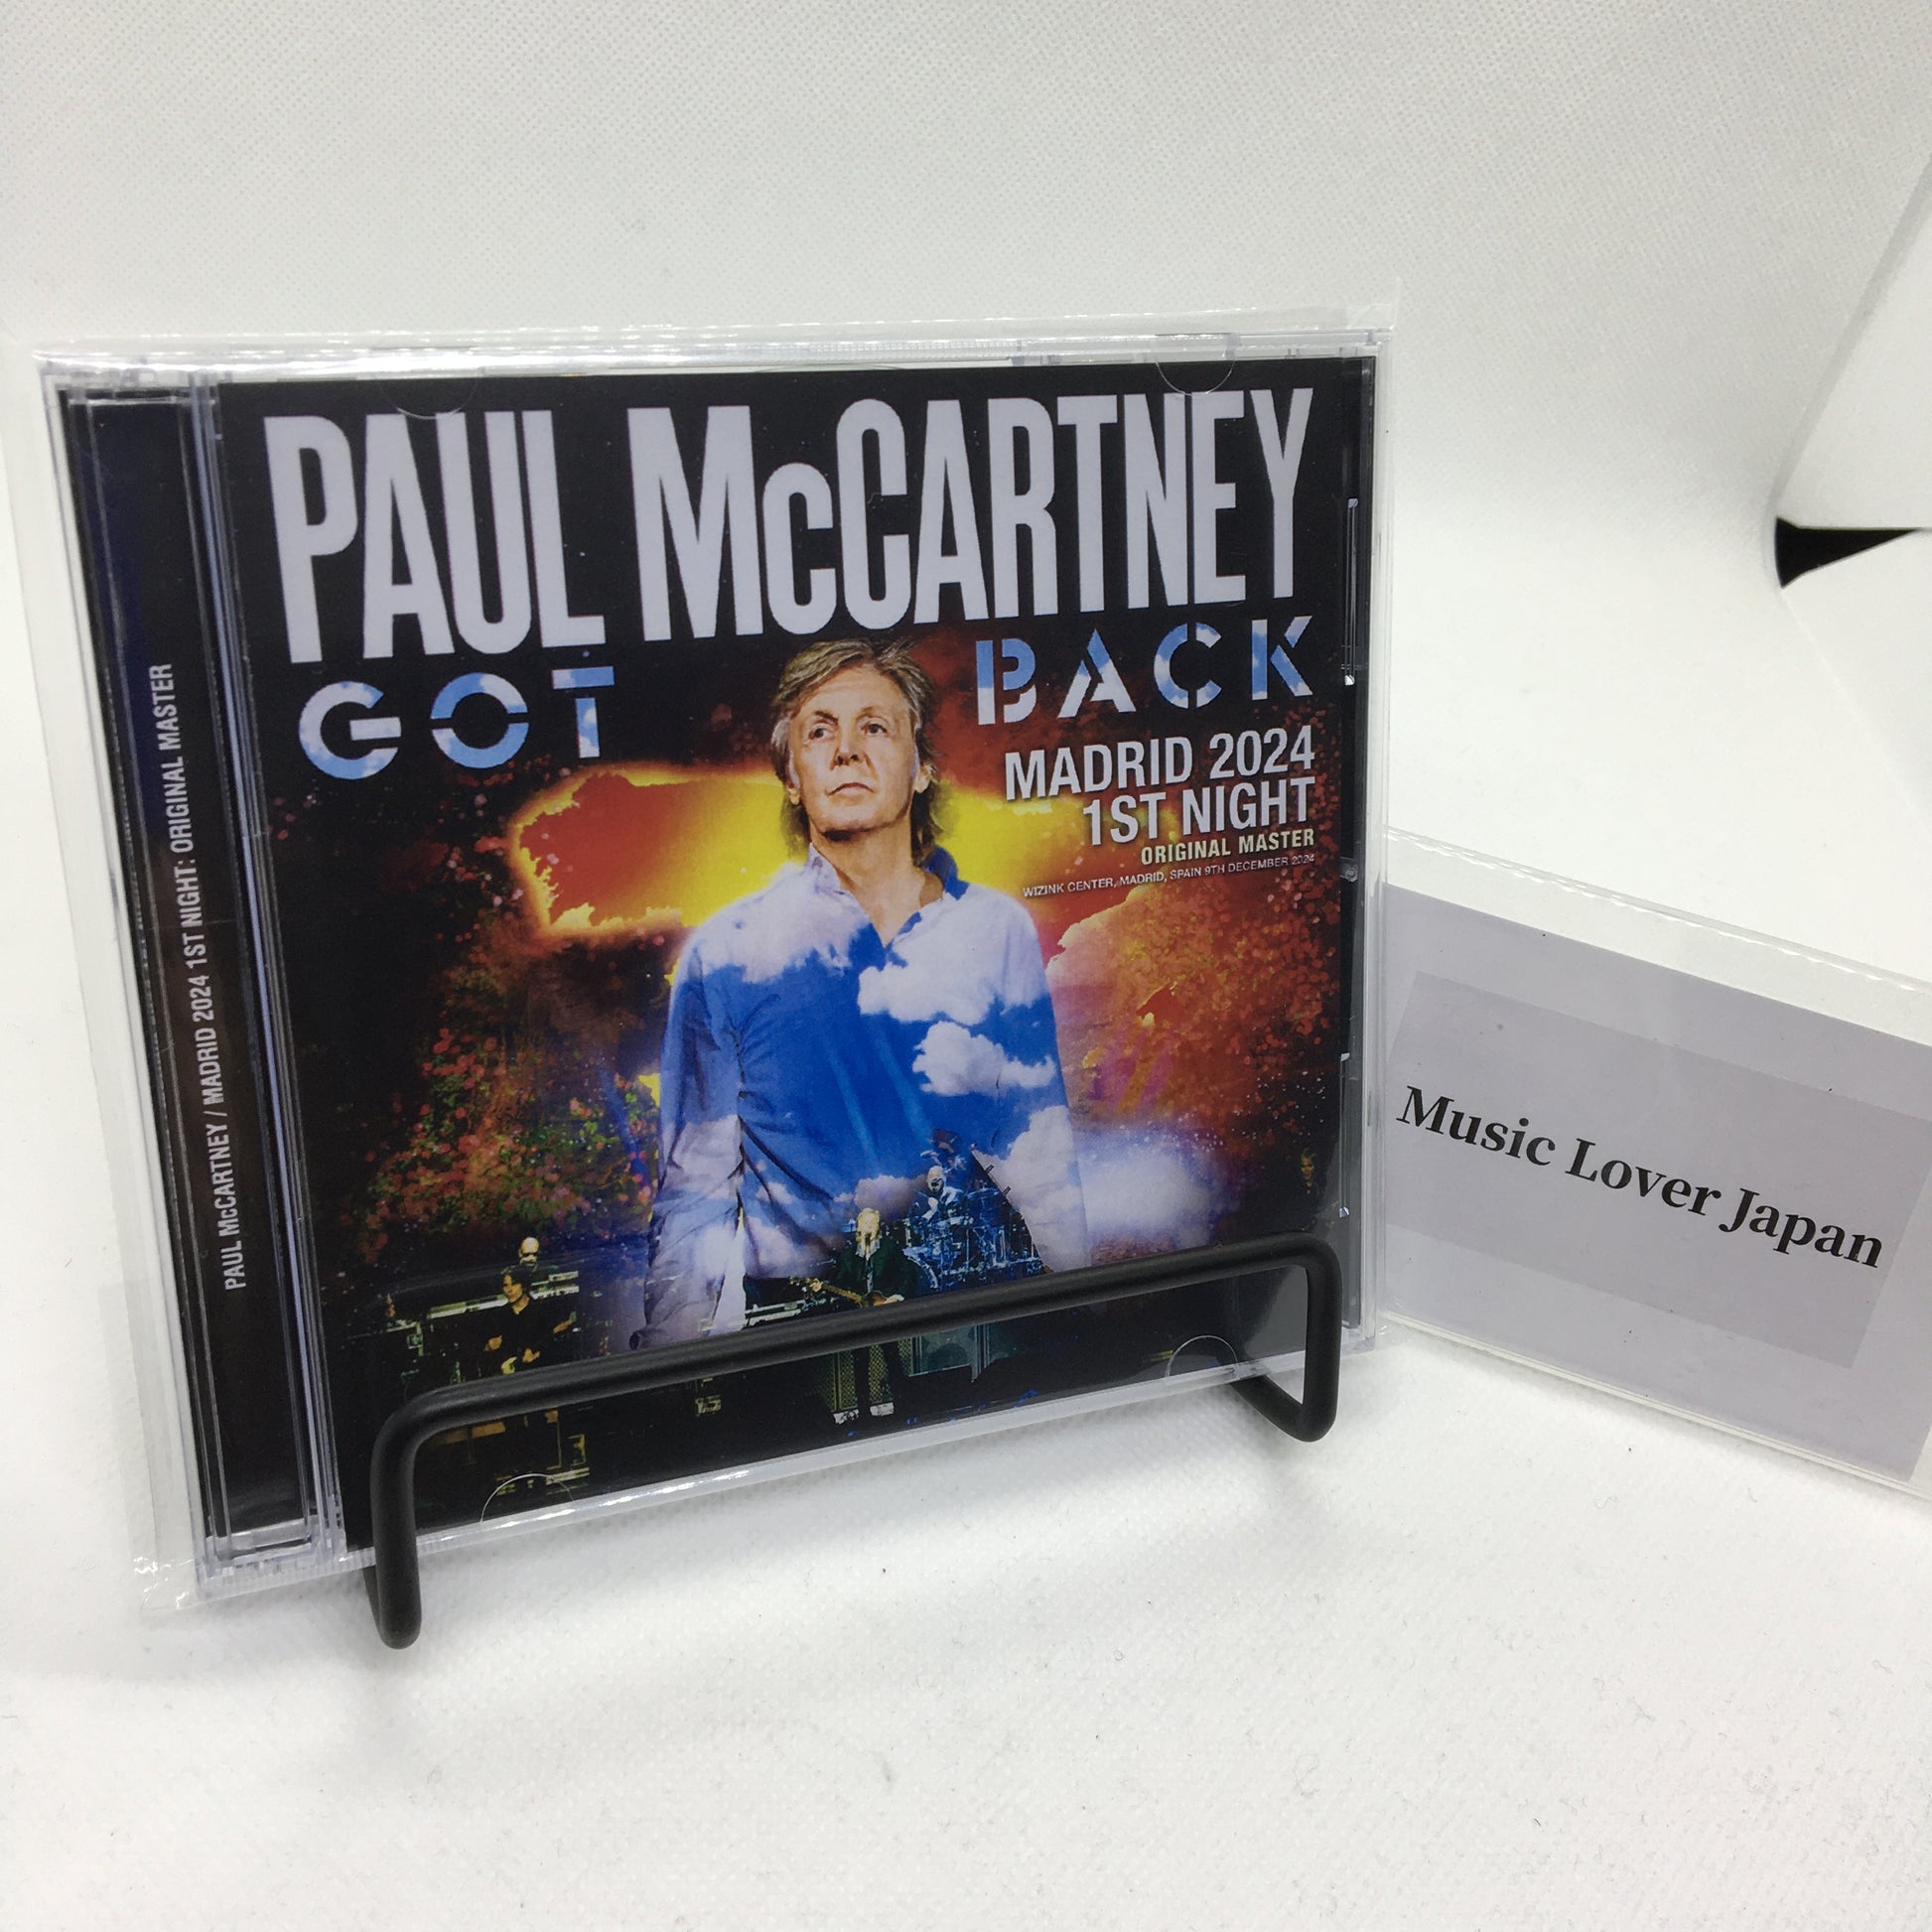 PAUL McCARTNEY
GOT BACK
MADRID 2024
1ST NIGHT
ORIGINAL MASTER
WIZINK CENTER, MADRID, SPAIN 9TH DECEMBER 2024
PAUL McCARTNEY / MADRID 2024 1ST NIGHT: ORIGINAL MASTER
Music Lover Japan